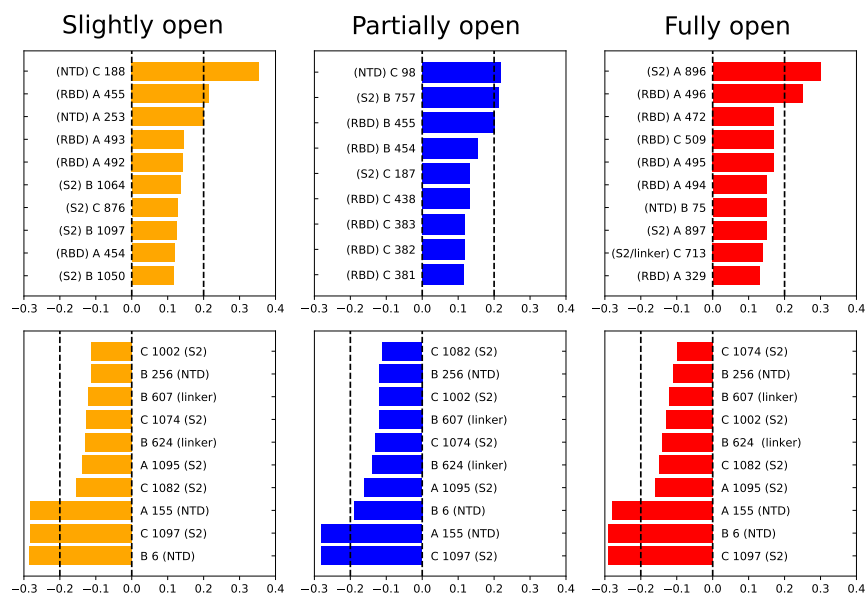 Slightly open
Partially open
Fully open
(NTD) C 188
(RBD) A 455
(NTD) A 253
(RBD) A 493
(RBD) A 492
(S2) B 1064
(S2) C 876
(S2) B 1097
(RBD) A 454
(S2) B 1050
−0.3 −0.2 −0.1 0.0 0.1 0.2 0.3 0.4
(NTD) C 98
(S2) B 757
(RBD) B 455
(RBD) B 454
(S2) C 187
(RBD) C 438
(RBD) C 383
(RBD) C 382
(RBD) C 381
−0.3 −0.2 −0.1 0.0 0.1 0.2 0.3 0.4
(S2) A 896
(RBD) A 496
(RBD) A 472
(RBD) C 509
(RBD) A 495
(RBD) A 494
(NTD) B 75
(S2) A 897
(S2/linker) C 713
(RBD) A 329
−0.3 −0.2 −0.1 0.0 0.1 0.2 0.3 0.4
C 1002 (S2)
B 256 (NTD)
B 607 (linker)
C 1074 (S2)
B 624 (linker)
A 1095 (S2)
C 1082 (S2)
A 155 (NTD)
C 1097 (S2)
B 6 (NTD)
−0.3 −0.2 −0.1 0.0 0.1 0.2 0.3 0.4
C 1082 (S2)
B 256 (NTD)
C 1002 (S2)
B 607 (linker)
C 1074 (S2)
B 624 (linker)
A 1095 (S2)
B 6 (NTD)
A 155 (NTD)
C 1097 (S2)
−0.3 −0.2 −0.1 0.0 0.1 0.2 0.3 0.4
C 1074 (S2)
B 256 (NTD)
B 607 (linker)
C 1002 (S2)
B 624 (linker)
C 1082 (S2)
A 1095 (S2)
A 155 (NTD)
B 6 (NTD)
C 1097 (S2)
−0.3 −0.2 −0.1 0.0 0.1 0.2 0.3 0.4